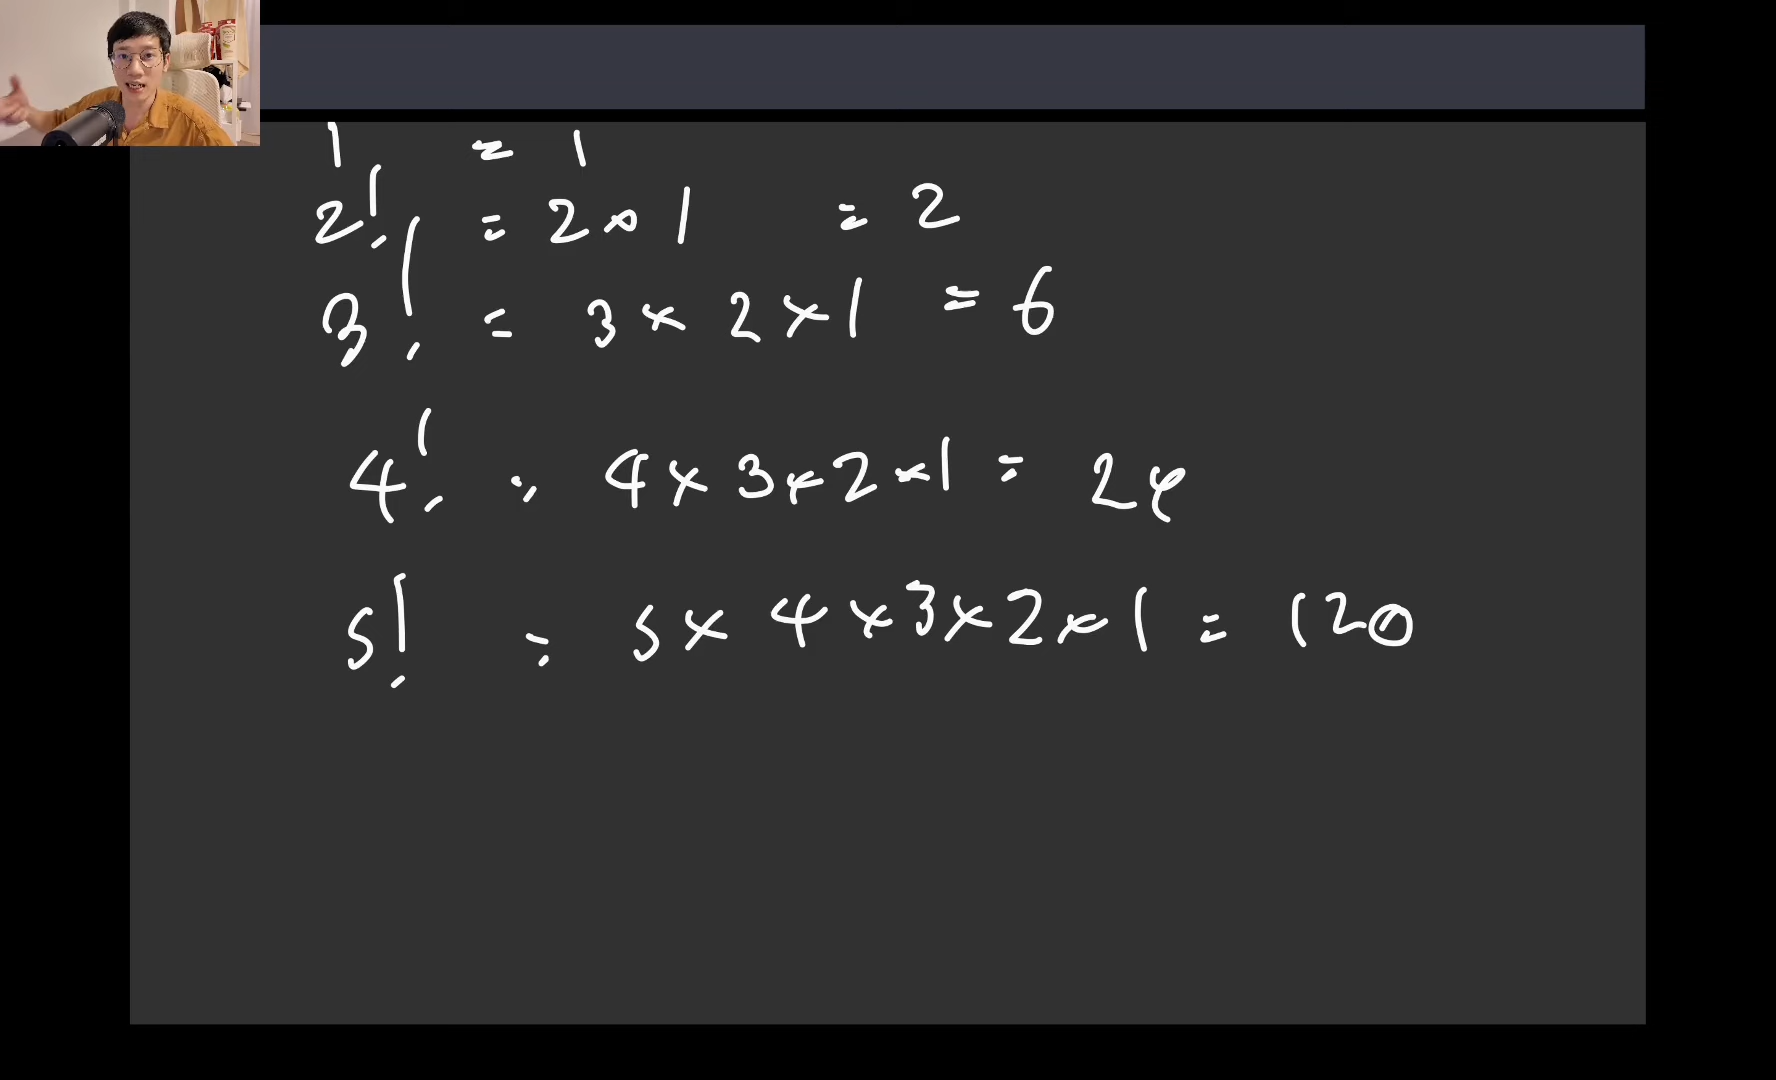 1 = 1
2! = 2 × 1 = 2
3! = 3 × 2 × 1 = 6
4! = 4 × 3 × 2 × 1 = 24
5! = 5 × 4 × 3 × 2 × 1 = 120